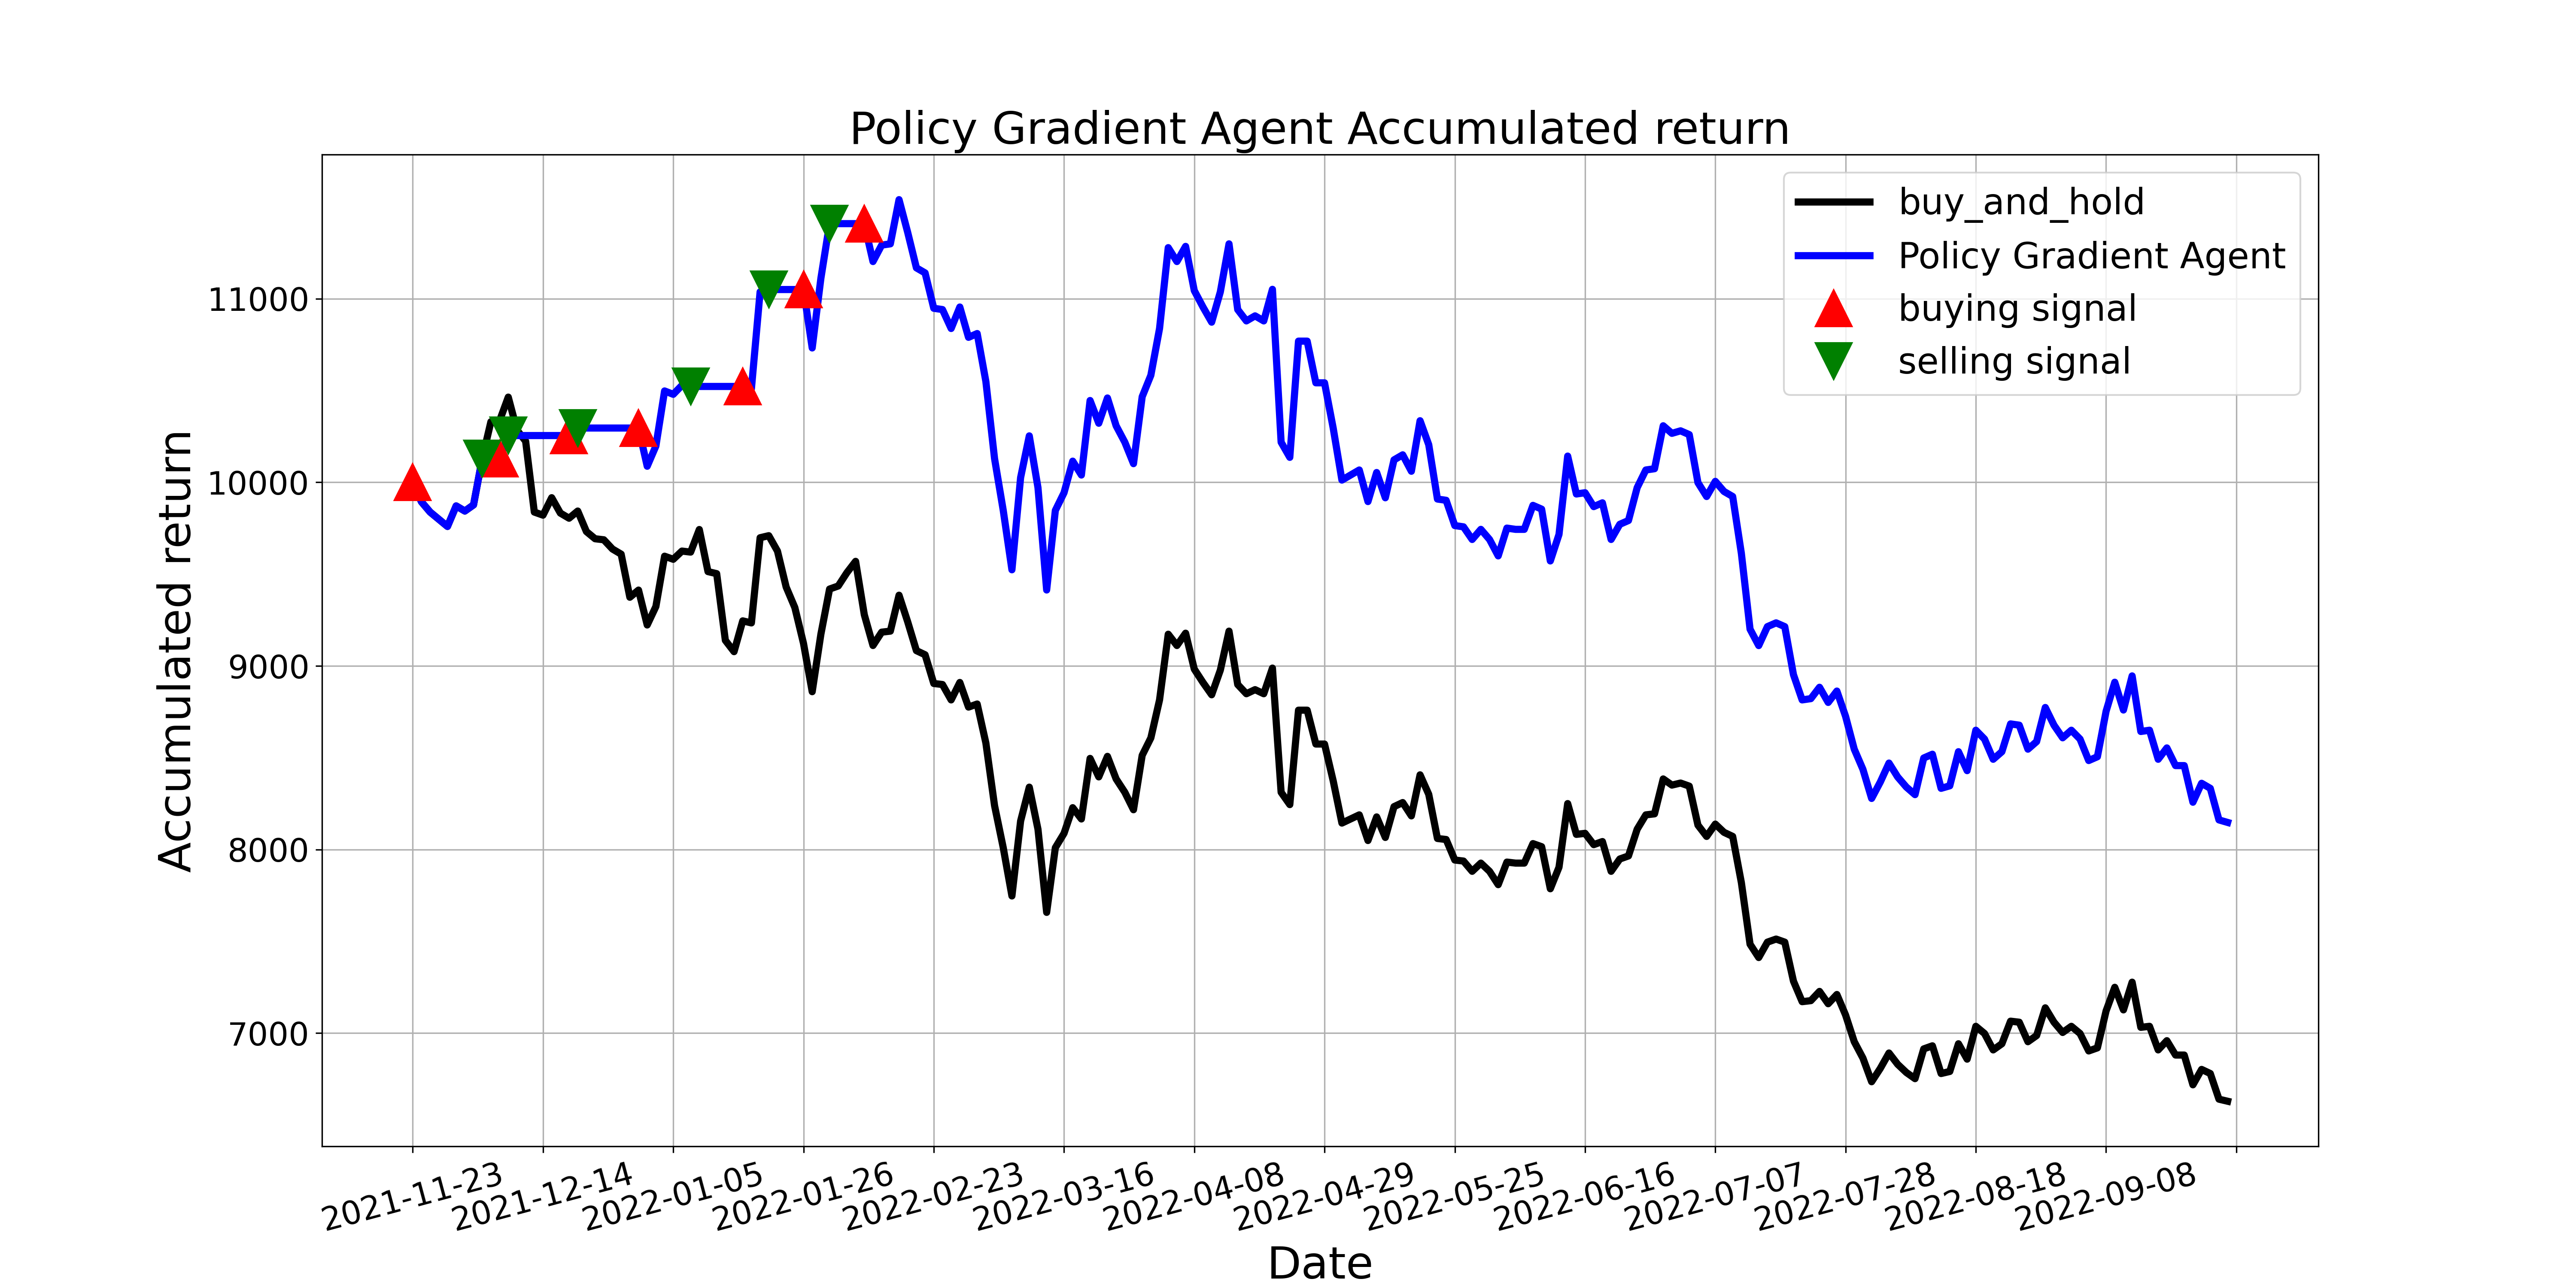 Policy Gradient Agent Accumulated return
buy_and_hold
Policy Gradient Agent
buying signal
selling signal
Accumulated return
11000
10000
9000
8000
7000
2021-11-23
2021-12-14
2022-01-05
2022-01-26
2022-02-23
2022-03-16
2022-04-08
2022-04-29
2022-05-25
2022-06-16
2022-07-07
2022-07-28
2022-08-18
2022-09-08
Date